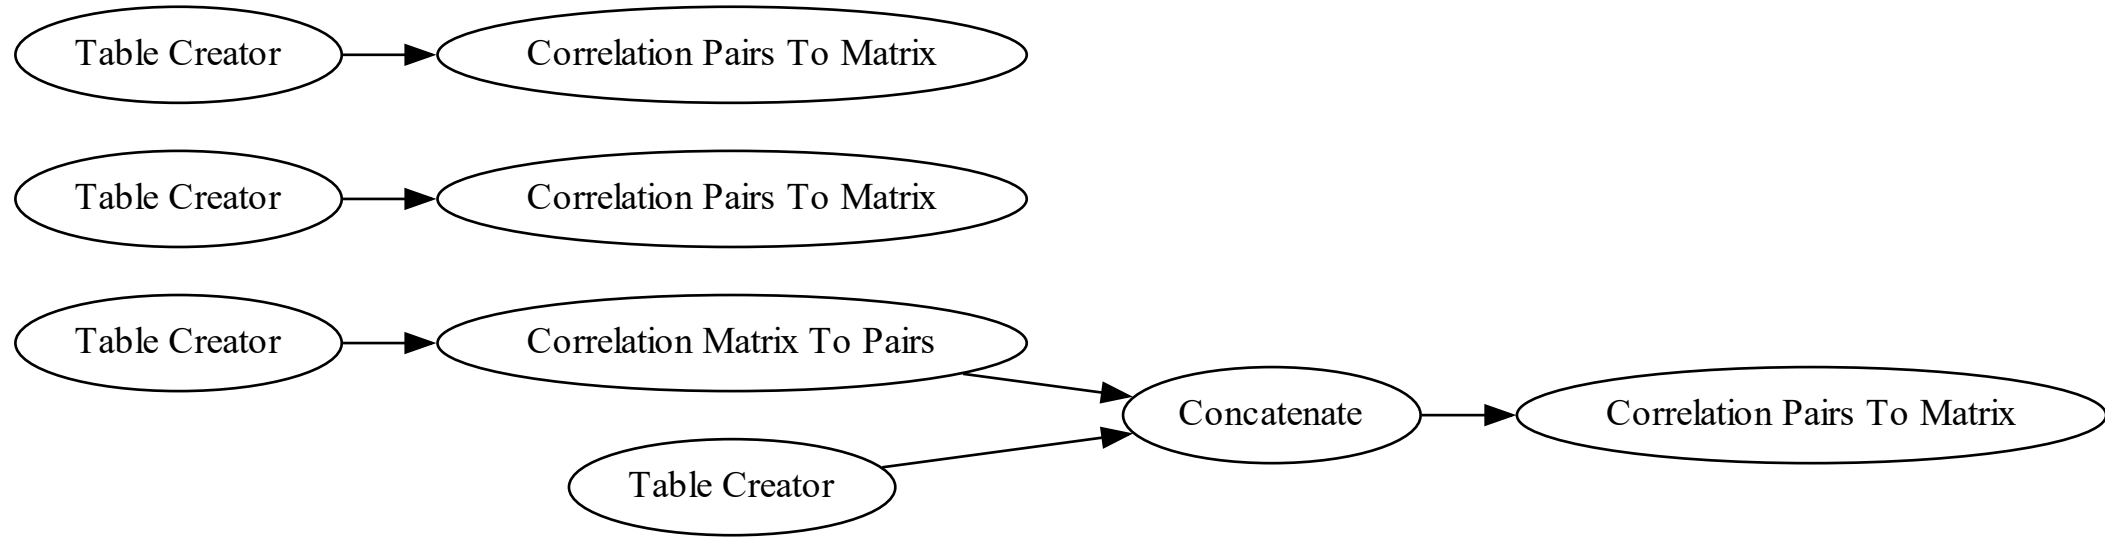 Table Creator
Correlation Pairs To Matrix
Table Creator
Correlation Pairs To Matrix
Table Creator
Correlation Matrix To Pairs
Concatenate
Correlation Pairs To Matrix
Table Creator